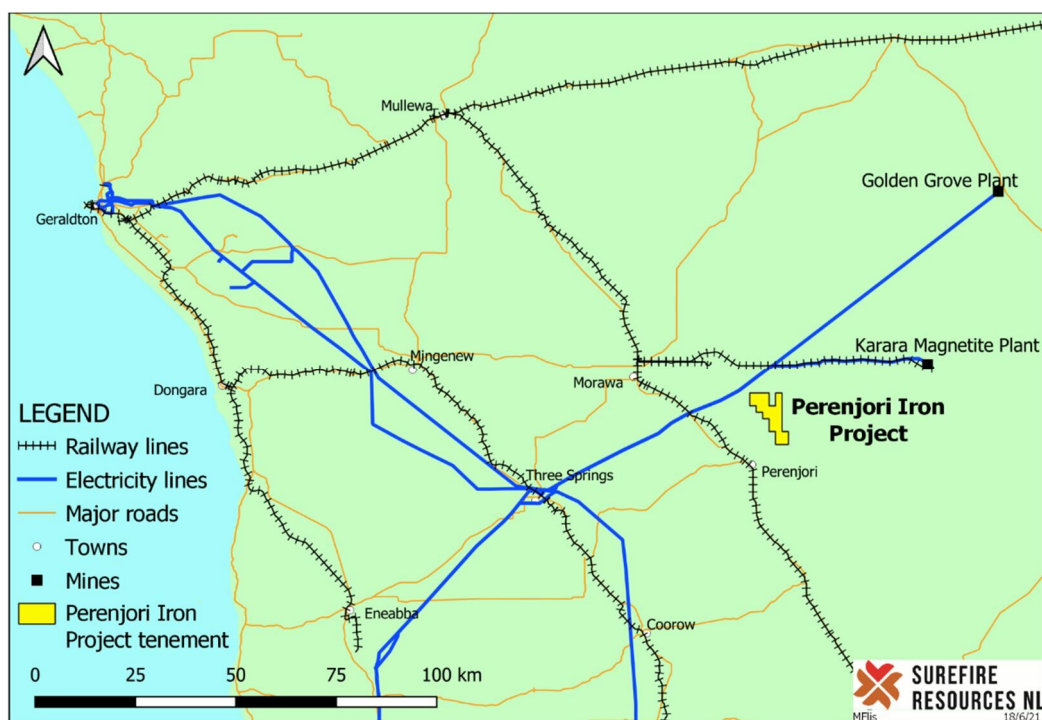 Mullewa
Golden Grove Plant
Geraldton
Mingenew
Karara Magnetite Plant
Dongara
Morawa
Perenjori Iron
Project
LEGEND
Railway lines
Electricity lines
Major roads
Towns
Mines
Perenjori Iron
Project tenement
Three Springs
Perenjori
Eneabba
Coorow
0 25 50 75 100 km
SUREFIRE
RESOURCES NL
MFlis 18/6/21